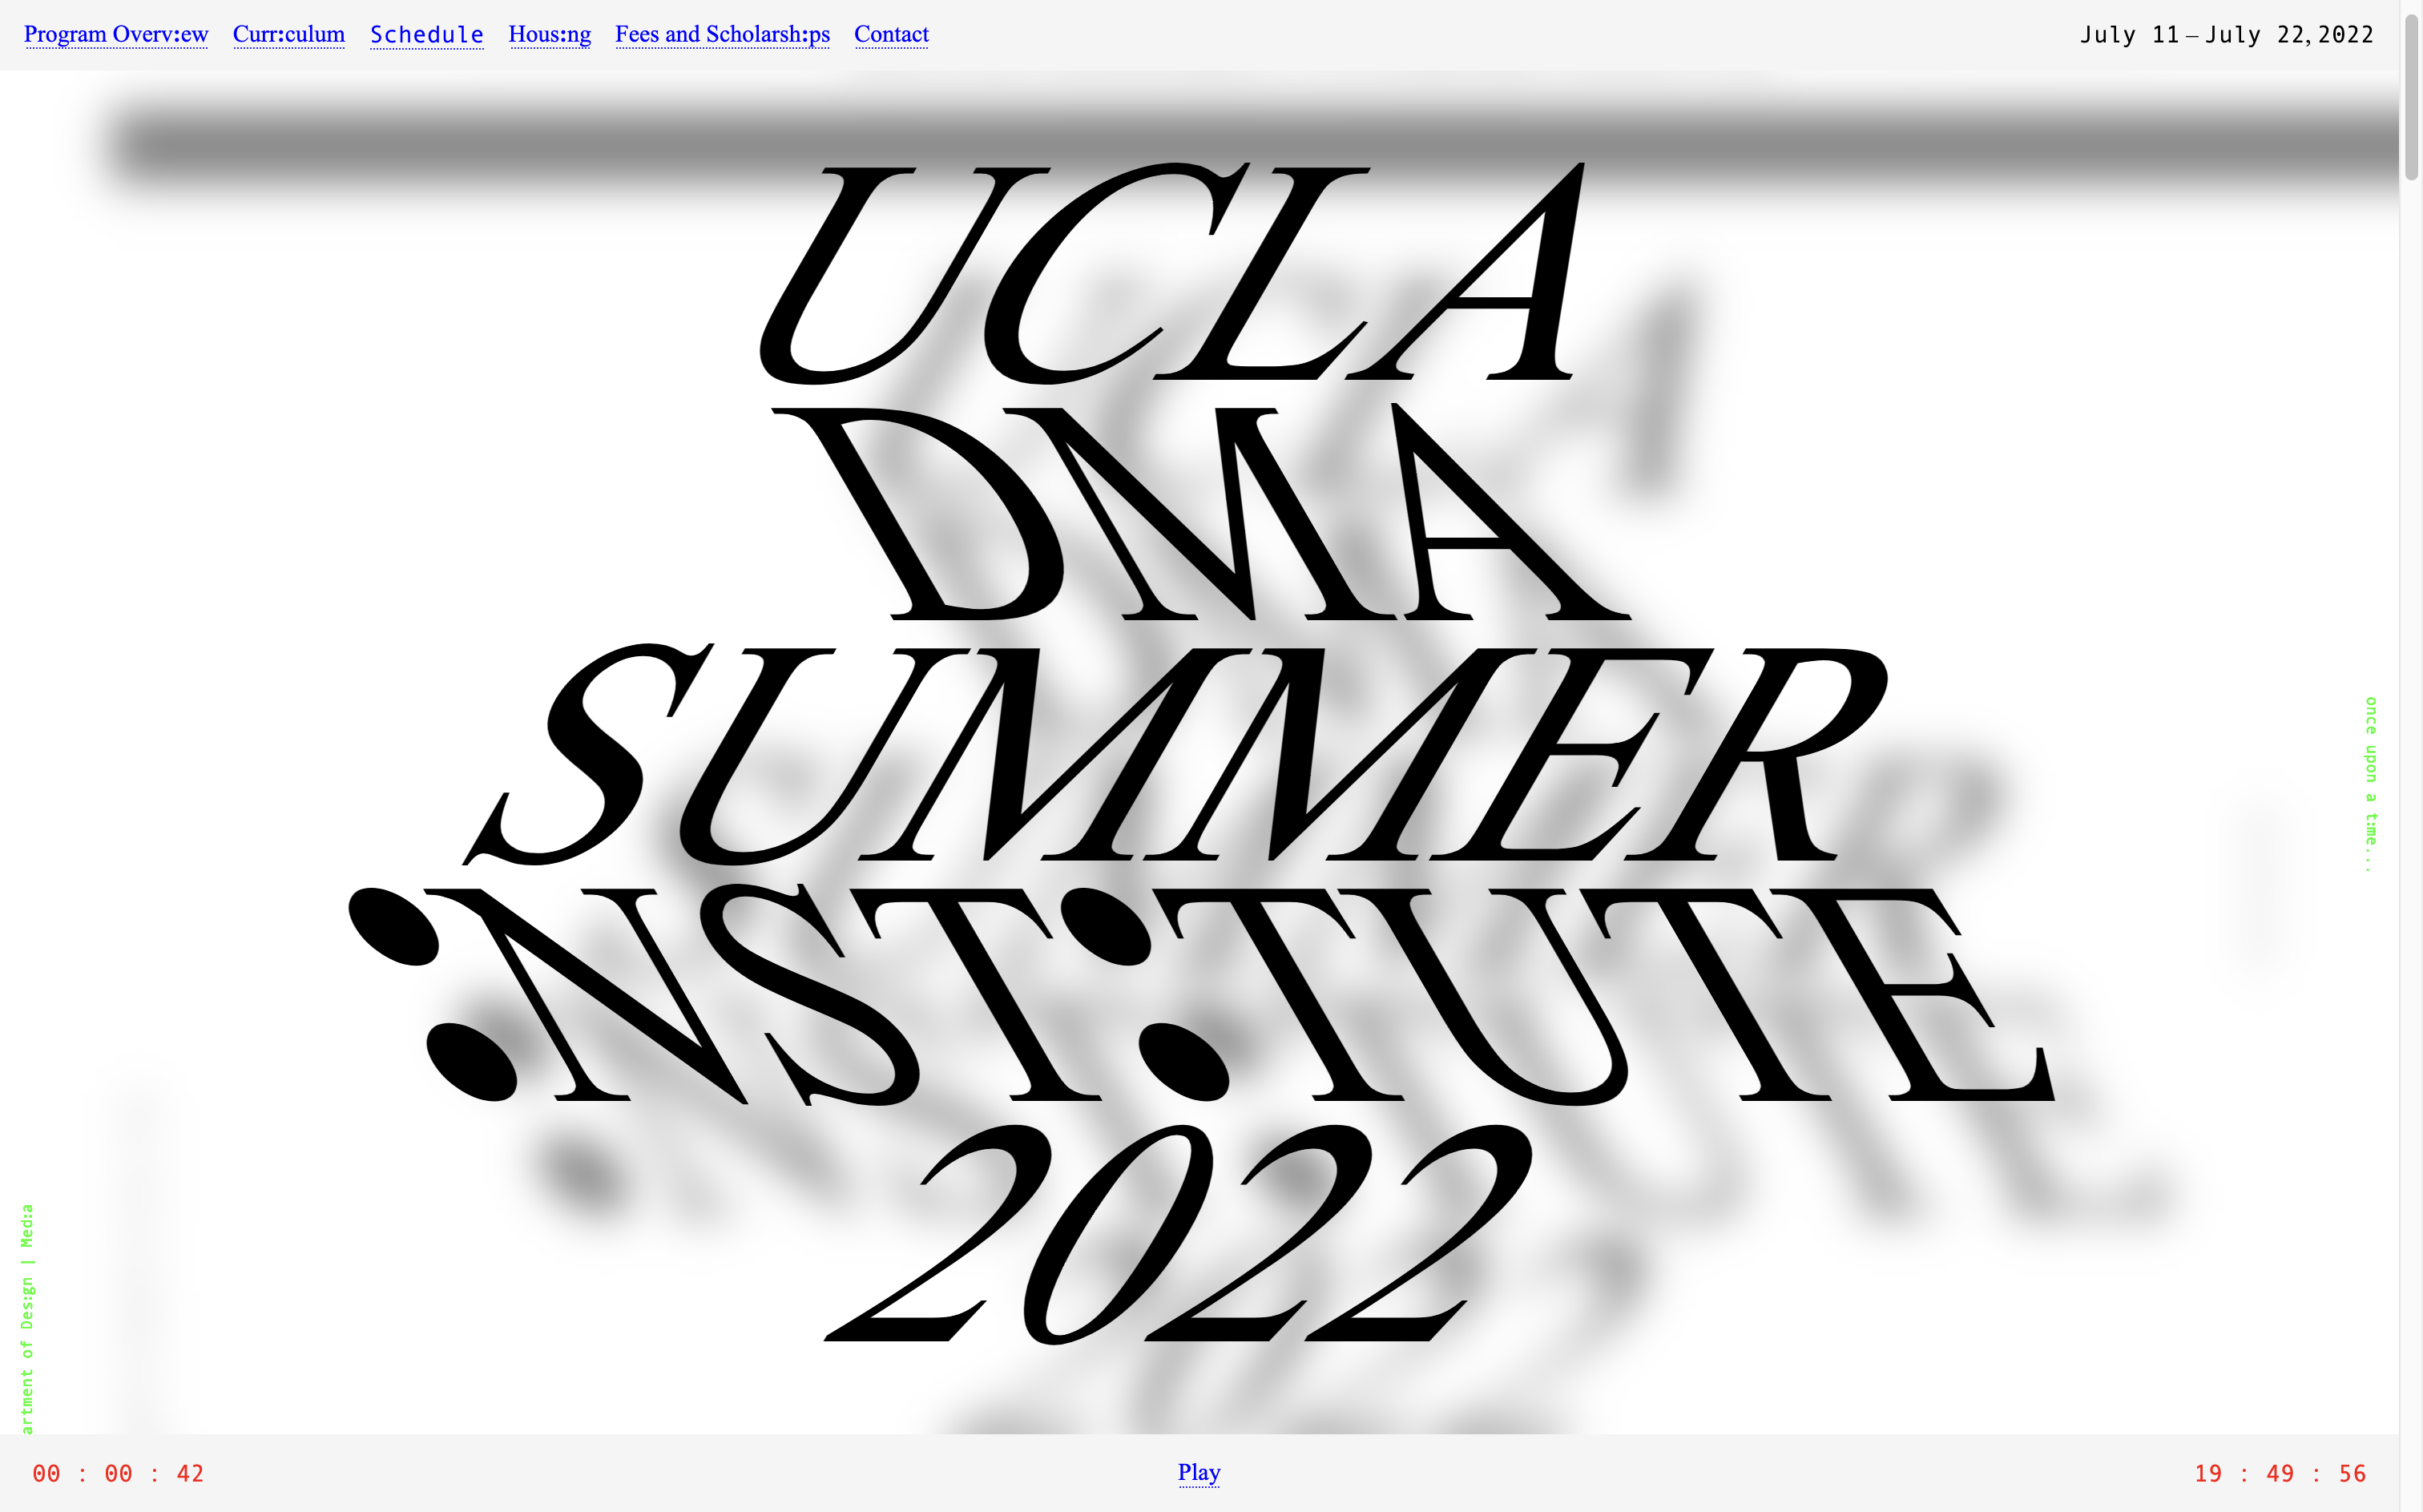 Program Overv:ew Curr:culum Schedule Hous:ng Fees and Scholarsh:ps Contact July 11 – July 22, 2022
UCLA
DMA
SUMMER
:NST:TUTE
2022
once upon a t:me...
artment of Des:gn | Med:a
00 : 00 : 42 Play 19 : 49 : 56